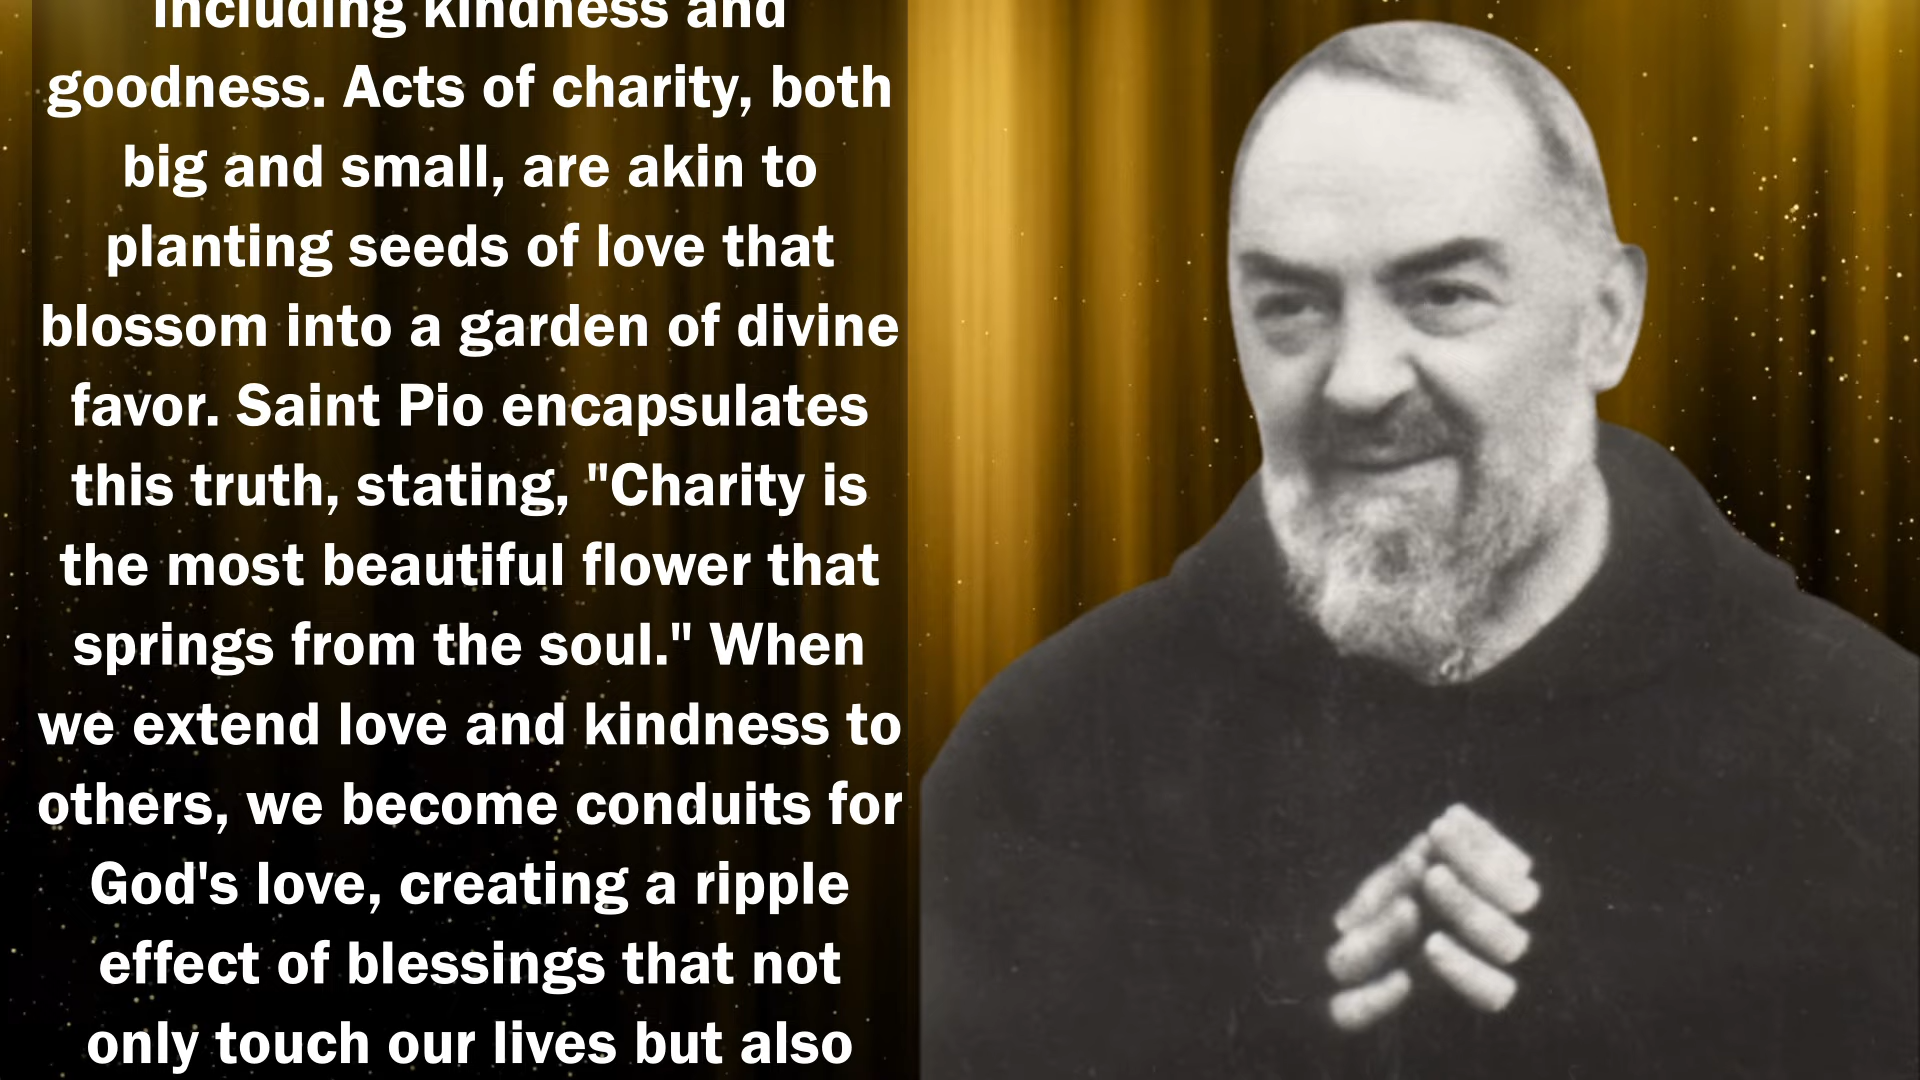 including kindness and
goodness. Acts of charity, both
big and small, are akin to
planting seeds of love that
blossom into a garden of divine
favor. Saint Pio encapsulates
this truth, stating, "Charity is
the most beautiful flower that
springs from the soul." When
we extend love and kindness to
others, we become conduits for
God's love, creating a ripple
effect of blessings that not
only touch our lives but also